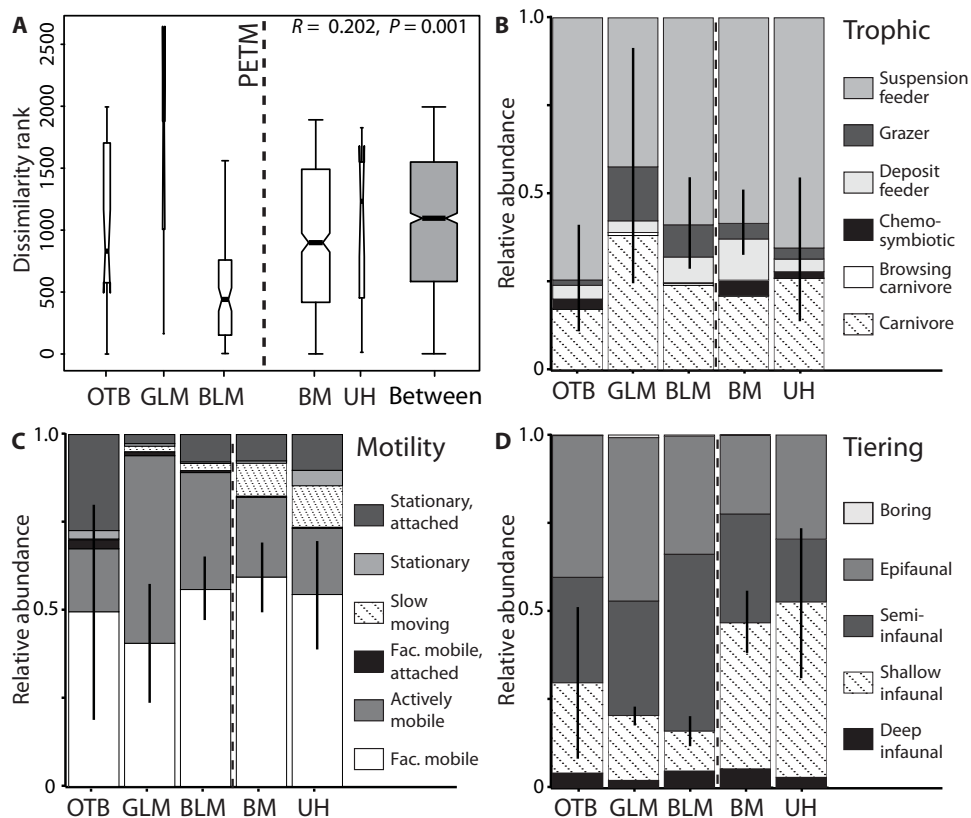 A
R = 0.202, P = 0.001
PETM
Dissimilarity rank
2500
2000
1500
1000
500
0
OTB GLM BLM BM UH Between
B
Trophic
Relative abundance
1.0
0.5
0
Suspension
feeder
Grazer
Deposit
feeder
Chemo-
symbiotic
Browsing
carnivore
Carnivore
OTB GLM BLM BM UH
C
Motility
Relative abundance
1.0
0.5
0
Stationary,
attached
Stationary
Slow
moving
Fac. mobile,
attached
Actively
mobile
Fac. mobile
OTB GLM BLM BM UH
D
Tiering
Relative abundance
1.0
0.5
0
Boring
Epifaunal
Semi-
infaunal
Shallow
infaunal
Deep
infaunal
OTB GLM BLM BM UH